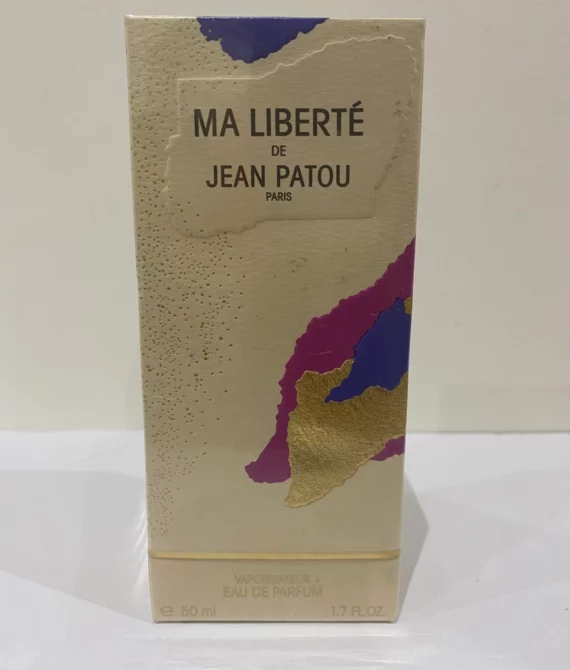 MA LIBERTÉ
DE
JEAN PATOU
PARIS
VAPORISATEUR
EAU DE PARFUM
e 50 ml 1.7 FL.OZ.